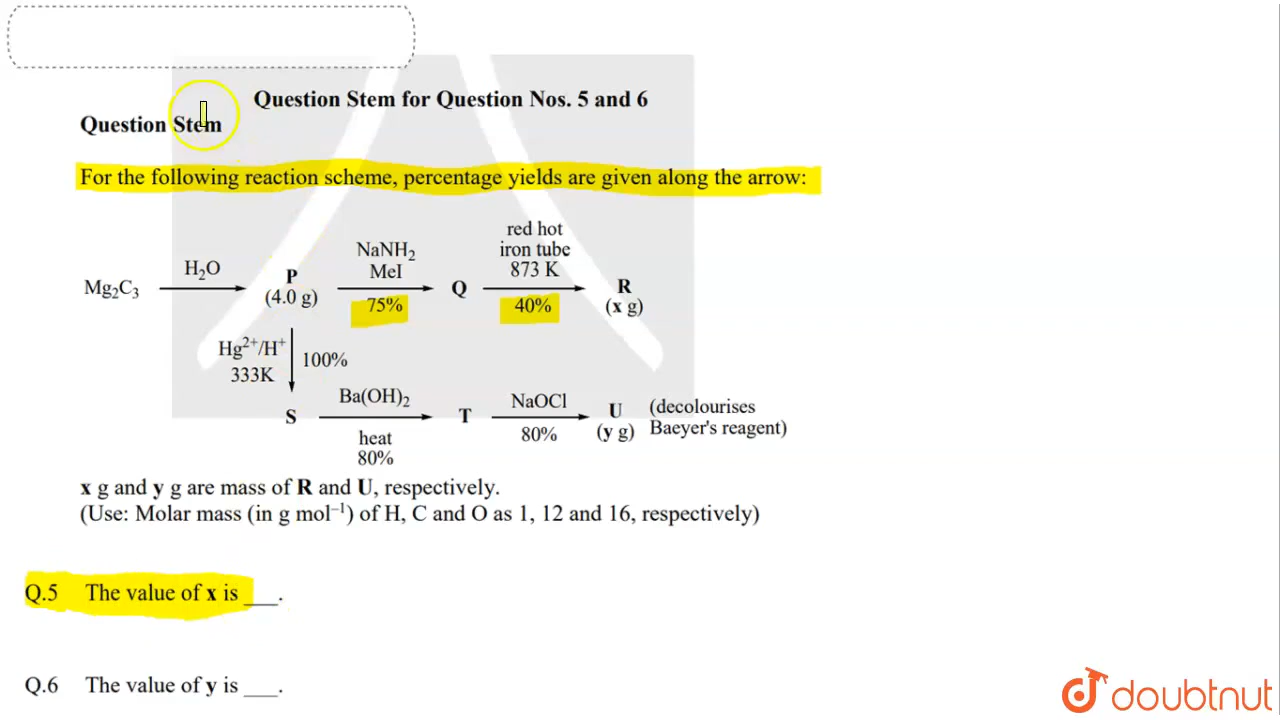 Question Stem for Question Nos. 5 and 6
Question Stem
For the following reaction scheme, percentage yields are given along the arrow:
Mg₂C₃ H₂O P (4.0 g) NaNH₂ MeI 75% Q red hot iron tube 873 K 40% R (x g)
Hg²⁺/H⁺ 333K 100%
S Ba(OH)₂ heat 80% T NaOCl 80% U (y g) (decolourises Baeyer's reagent)
x g and y g are mass of R and U, respectively.
(Use: Molar mass (in g mol⁻¹) of H, C and O as 1, 12 and 16, respectively)
Q.5 The value of x is ___.
Q.6 The value of y is ___.
doubtnut